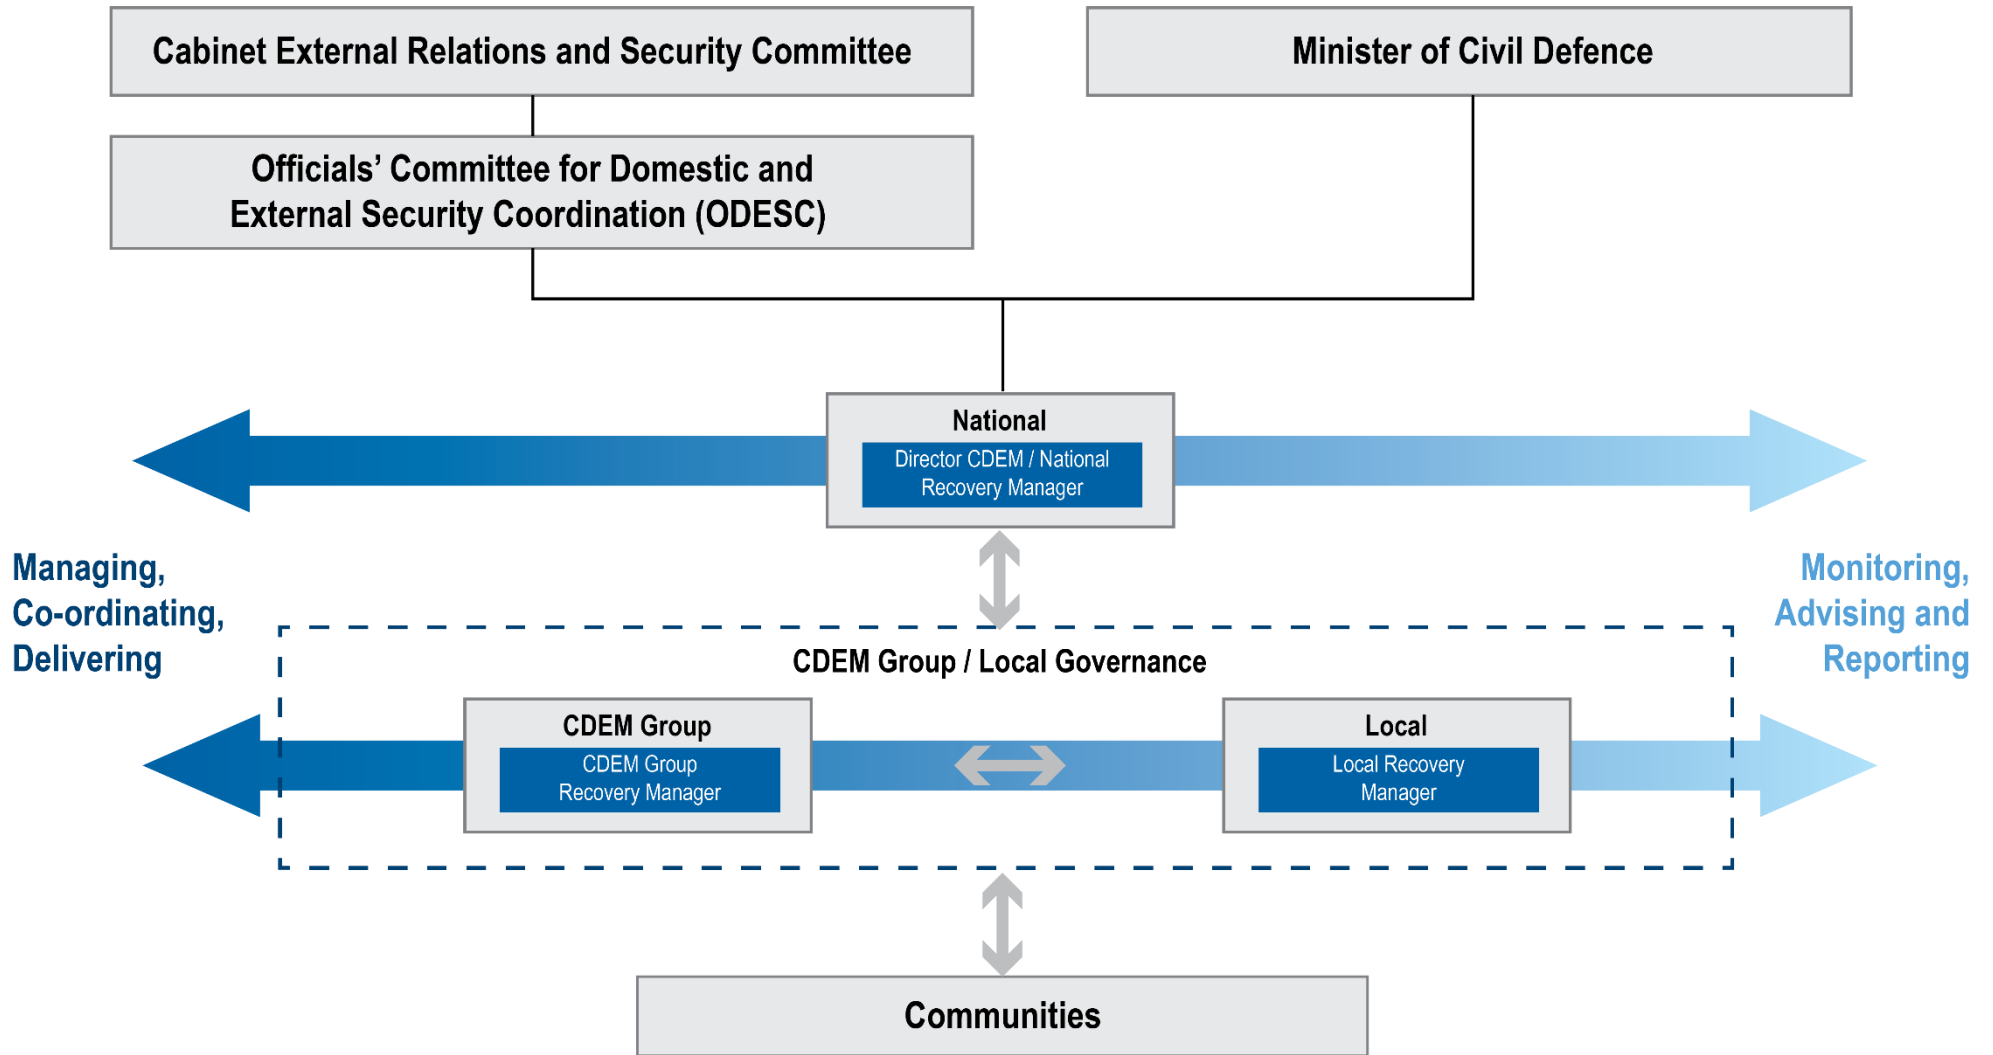 Cabinet External Relations and Security Committee
Minister of Civil Defence
Officials’ Committee for Domestic and
External Security Coordination (ODESC)
National
Director CDEM / National
Recovery Manager
Managing,
Co-ordinating,
Delivering
Monitoring,
Advising and
Reporting
CDEM Group / Local Governance
CDEM Group
CDEM Group
Recovery Manager
Local
Local Recovery
Manager
Communities